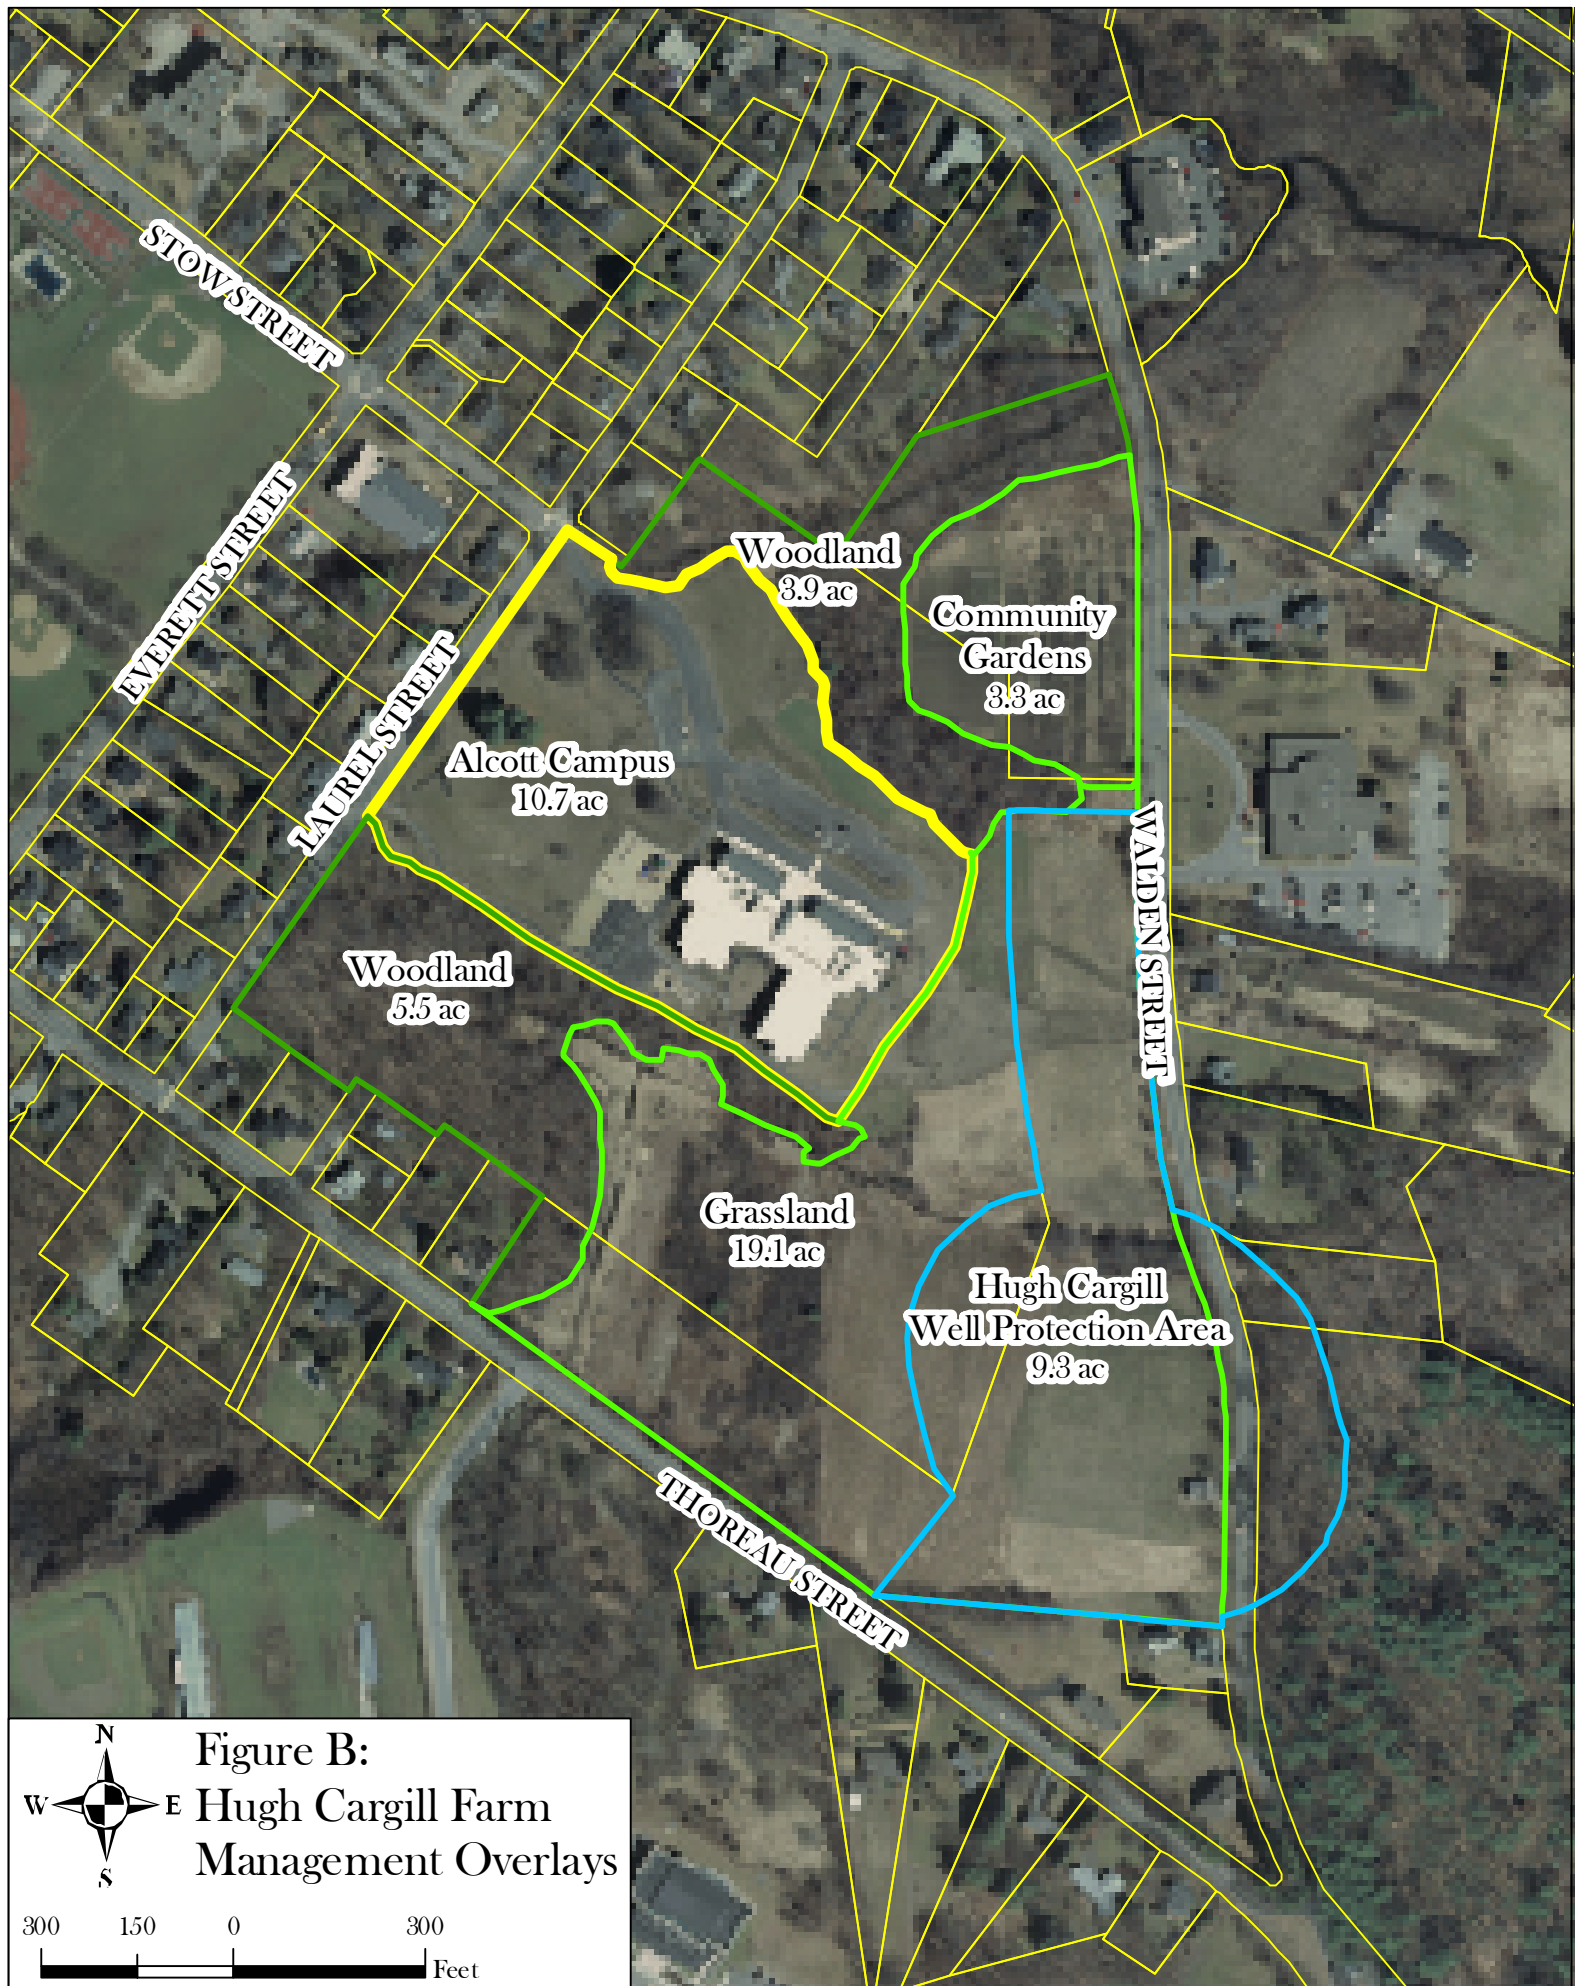 STOW STREET
EVERETT STREET
LAUREL STREET
Woodland
3.9 ac
Community
Gardens
3.3 ac
Alcott Campus
10.7 ac
WALDEN STREET
Woodland
5.5 ac
Grassland
19.1 ac
Hugh Cargill
Well Protection Area
9.3 ac
THOREAU STREET
N
W E
S
Figure B:
Hugh Cargill Farm
Management Overlays
300 150 0 300
Feet